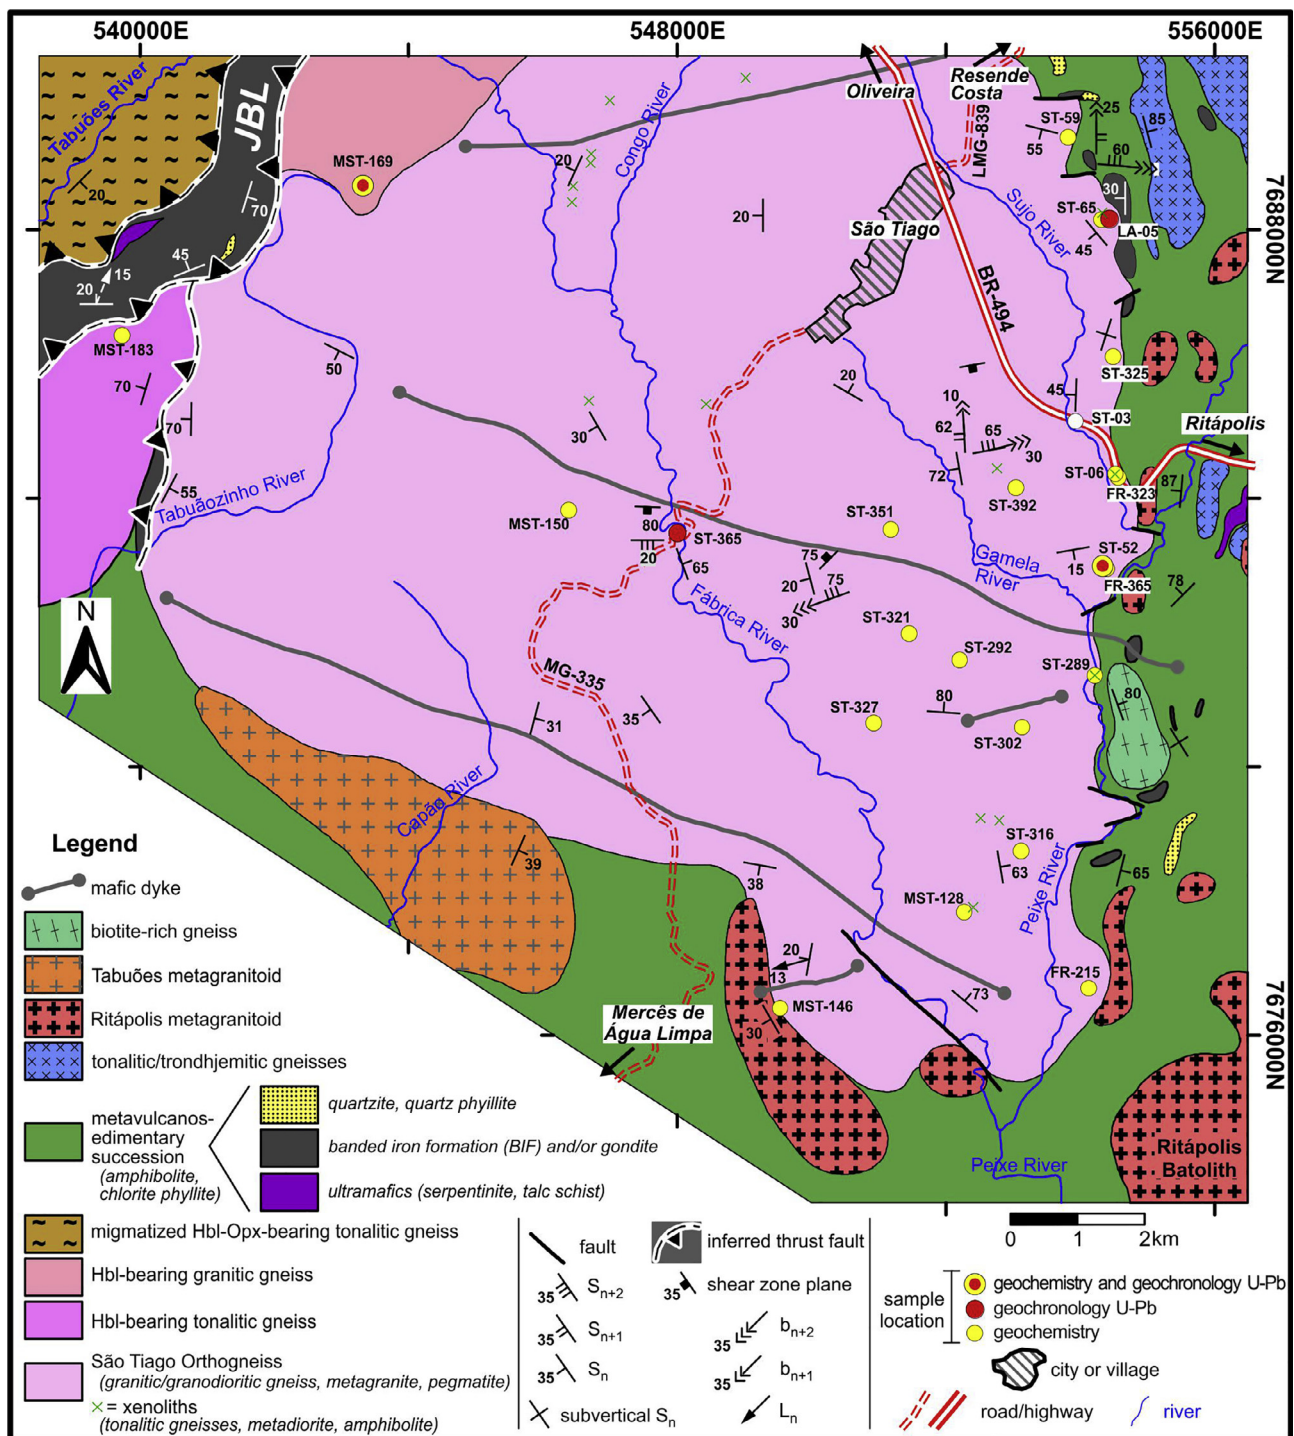 540000E
548000E
556000E
Tabuões River
JBL
Congo River
Oliveira
Resende
Costa
LMG-839
ST-59
25
85
55
60
MST-169
20
20
70
20
30
ST-65
LA-05
45
7688000N
São Tiago
Sujo River
15
45
20
BR-494
MST-183
70
50
20
ST-325
45
10
ST-03
Ritápolis
70
30
62
65
30
ST-06
FR-323
87
72
55
Tabuãozinho River
MST-150
ST-392
ST-351
80
20
ST-365
65
Gamela
River
ST-52
15
FR-365
78
75
20
75
30
N
Fábrica River
ST-321
ST-292
ST-289
MG-335
80
80
35
31
ST-327
ST-302
Capão River
ST-316
39
38
63
65
MST-128
Peixe River
20
13
73
FR-215
MST-146
30
Mercês de
Água Limpa
7676000N
Peixe River
Ritápolis
Batolith
Legend
mafic dyke
biotite-rich gneiss
Tabuões metagranitoid
Ritápolis metagranitoid
tonalitic/trondhjemitic gneisses
metavulcanos-
edimentary
succession
(amphibolite,
chlorite phyllite)
quartzite, quartz phyillite
banded iron formation (BIF) and/or gondite
ultramafics (serpentinite, talc schist)
migmatized Hbl-Opx-bearing tonalitic gneiss
Hbl-bearing granitic gneiss
Hbl-bearing tonalitic gneiss
São Tiago Orthogneiss
(granitic/granodioritic gneiss, metagranite, pegmatite)
x = xenoliths
(tonalitic gneisses, metadiorite, amphibolite)
fault
35 Sn+2
35 Sn+1
35 Sn
subvertical Sn
inferred thrust fault
35 shear zone plane
35 bn+2
35 bn+1
Ln
0 1 2km
sample
location
geochemistry and geochronology U-Pb
geochronology U-Pb
geochemistry
city or village
road/highway
river